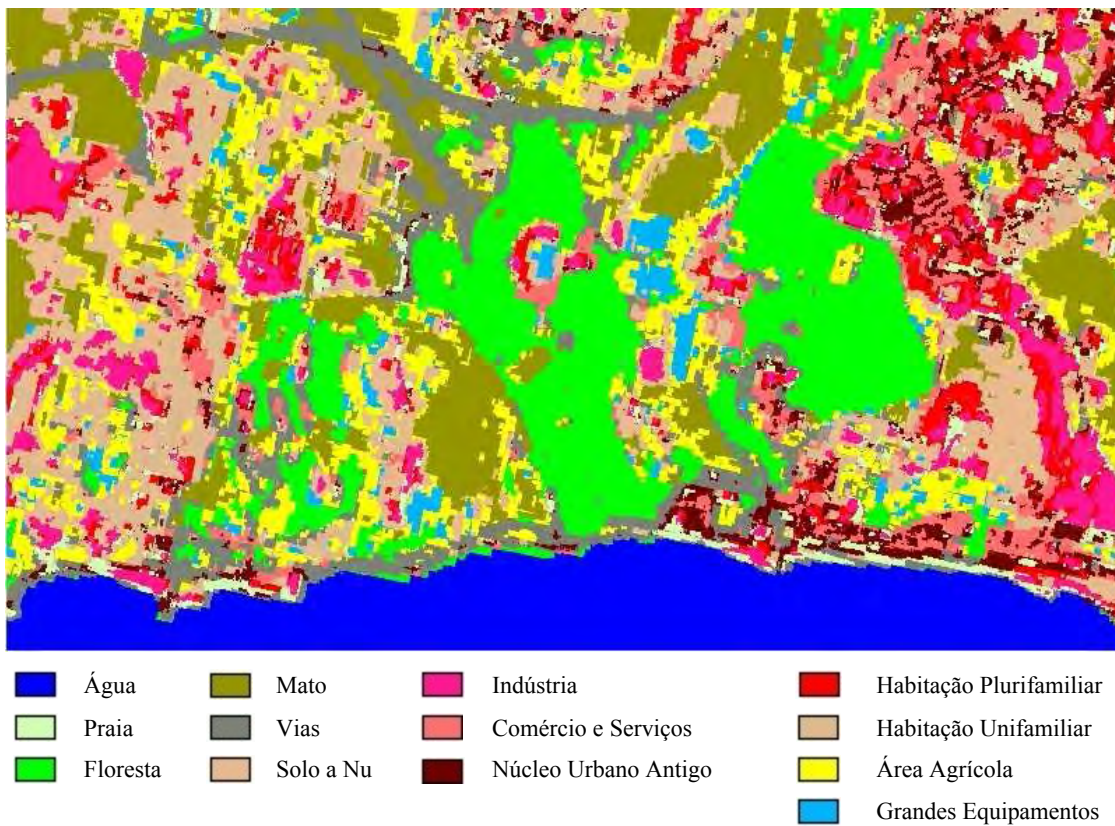 Água
Mato
Indústria
Habitação Plurifamiliar
Praia
Vias
Comércio e Serviços
Habitação Unifamiliar
Floresta
Solo a Nu
Núcleo Urbano Antigo
Área Agrícola
Grandes Equipamentos